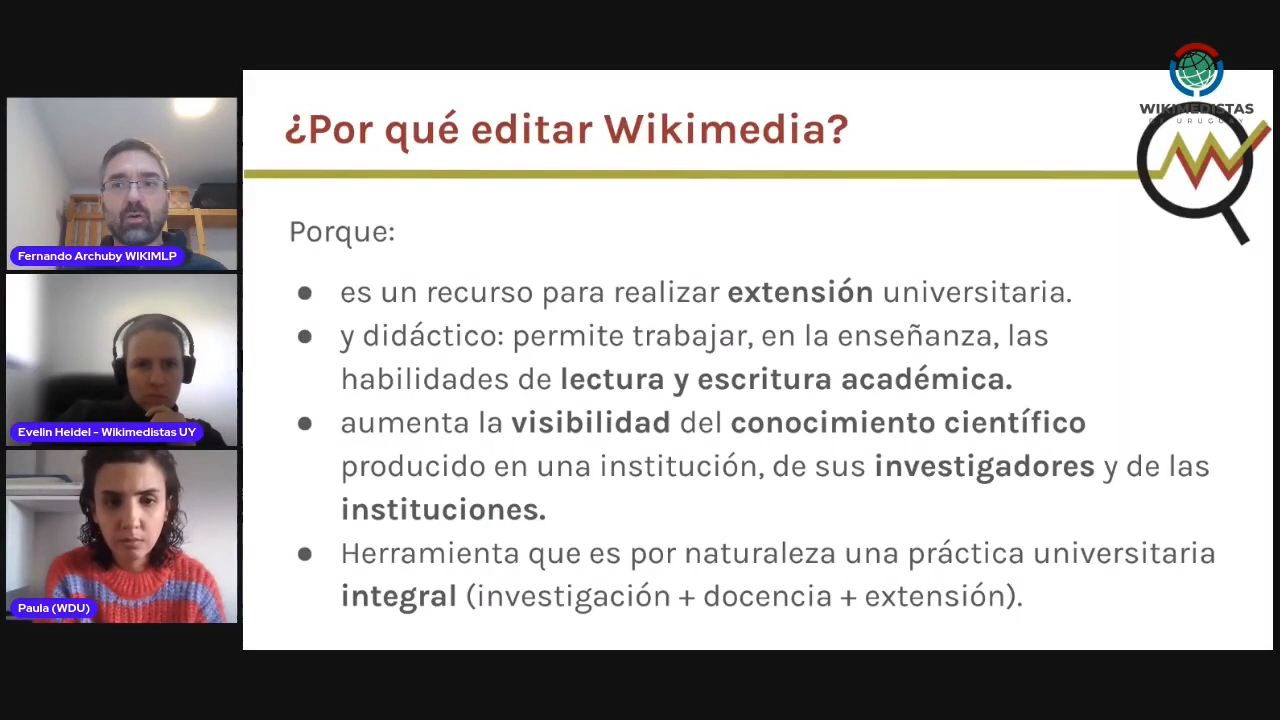 ¿Por qué editar Wikimedia?
WIKIMEDISTAS
DE URUGUAY
Porque:
● es un recurso para realizar extensión universitaria.
● y didáctico: permite trabajar, en la enseñanza, las
habilidades de lectura y escritura académica.
● aumenta la visibilidad del conocimiento científico
producido en una institución, de sus investigadores y de las
instituciones.
● Herramienta que es por naturaleza una práctica universitaria
integral (investigación + docencia + extensión).
Fernando Archuby WIKIMLP
Evelin Heidel - Wikimedistas UY
Paula (WDU)